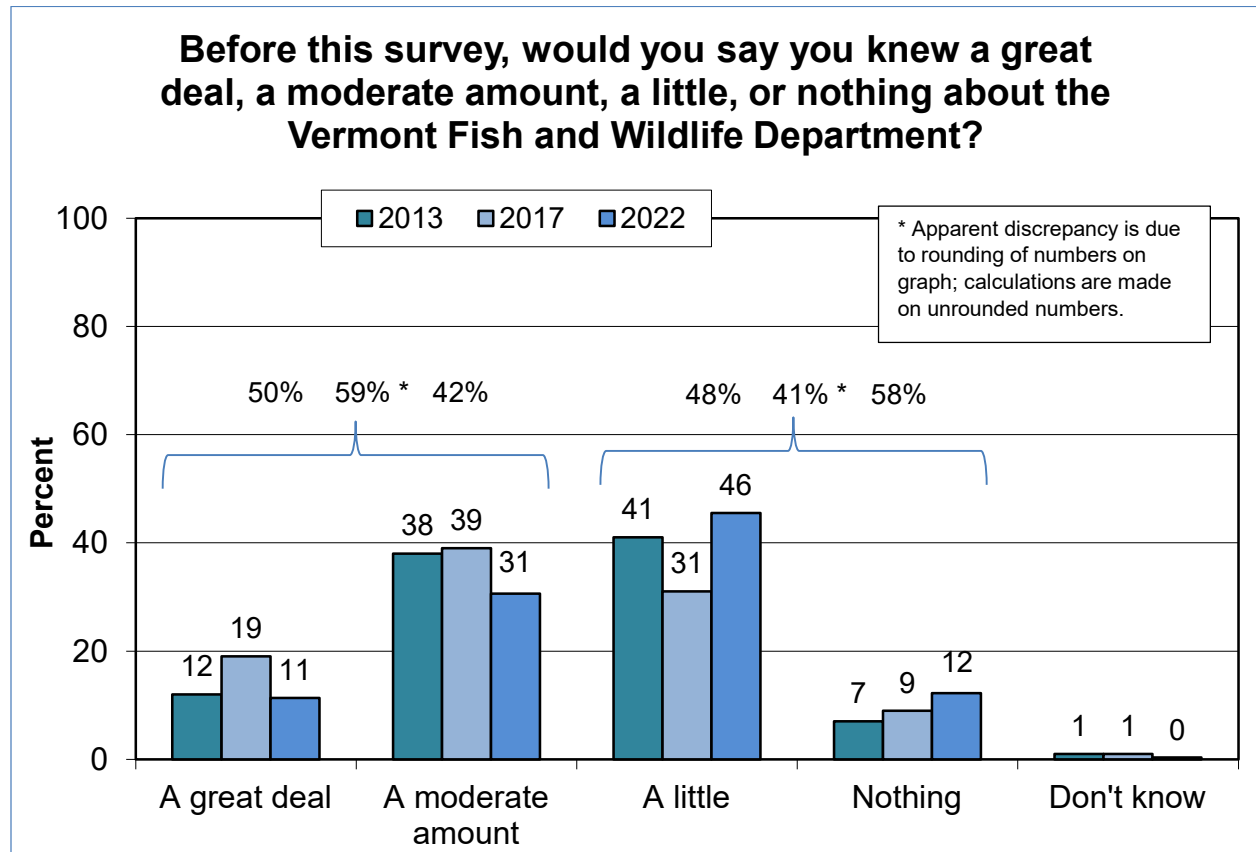 Before this survey, would you say you knew a great
deal, a moderate amount, a little, or nothing about the
Vermont Fish and Wildlife Department?
2013 2017 2022
* Apparent discrepancy is due
to rounding of numbers on
graph; calculations are made
on unrounded numbers.
Percent
100
80
60
40
20
0
50% 59% * 42%
48% 41% * 58%
12 19 11
38 39 31
41 31 46
7 9 12
1 1 0
A great deal
A moderate
amount
A little
Nothing
Don't know